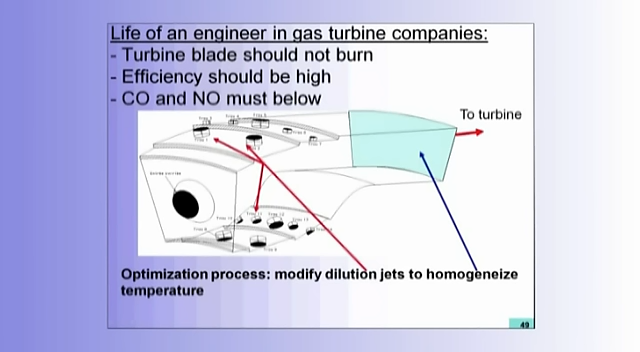 Life of an engineer in gas turbine companies:
- Turbine blade should not burn
- Efficiency should be high
- CO and NO must below
To turbine
Optimization process: modify dilution jets to homogeneize
temperature
49